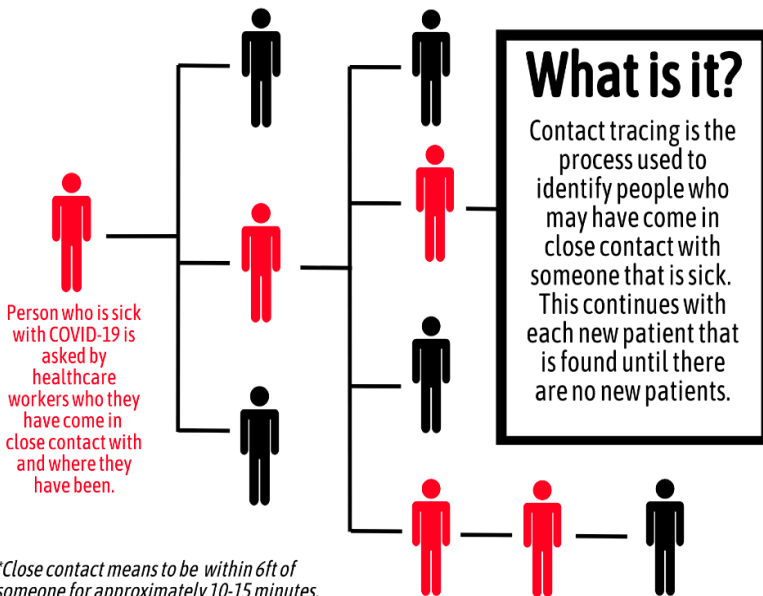 What is it?
Contact tracing is the
process used to
identify people who
may have come in
close contact with
someone that is sick.
This continues with
each new patient that
is found until there
are no new patients.
Person who is sick
with COVID-19 is
asked by
healthcare
workers who they
have come in
close contact with
and where they
have been.
*Close contact means to be within 6ft of
someone for approximately 10-15 minutes.